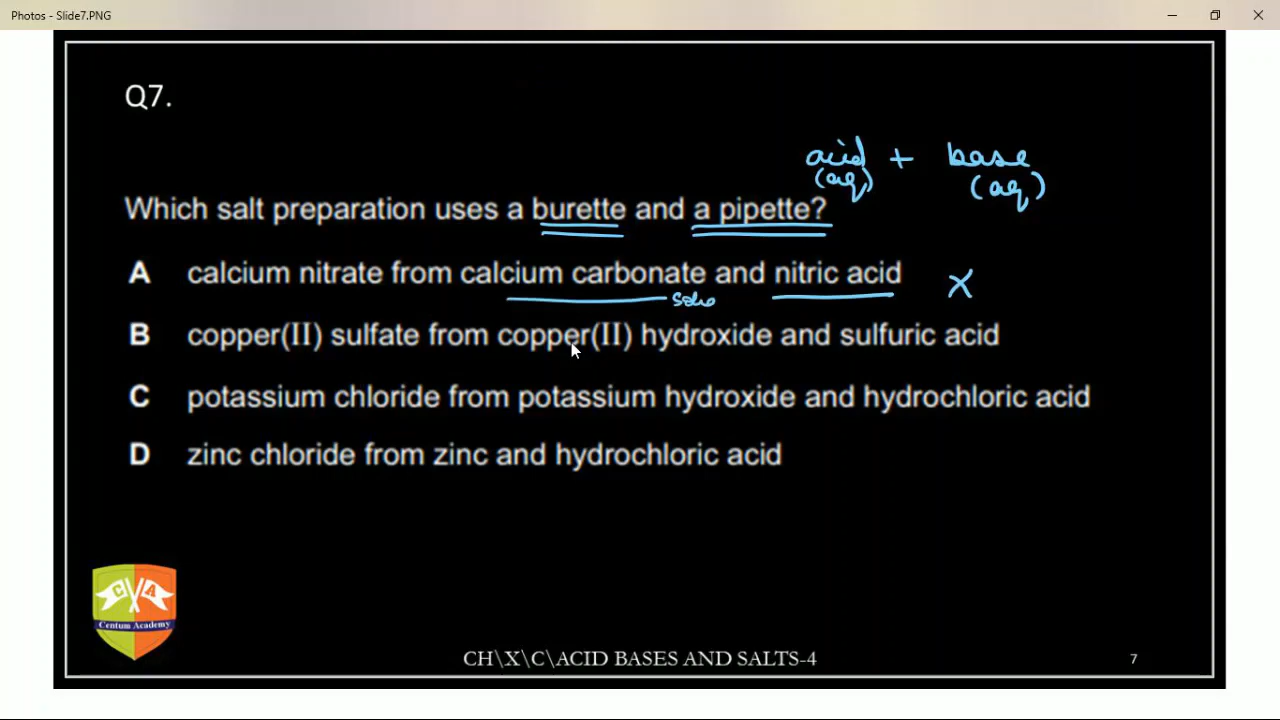 Photos - Slide7.PNG
Q7.
acid + base
(aq) (aq)
Which salt preparation uses a burette and a pipette?
A calcium nitrate from calcium carbonate and nitric acid X
B copper(II) sulfate from copper(II) hydroxide and sulfuric acid
C potassium chloride from potassium hydroxide and hydrochloric acid
D zinc chloride from zinc and hydrochloric acid
C A
Centum Academy
CH\X\C\ACID BASES AND SALTS-4
7